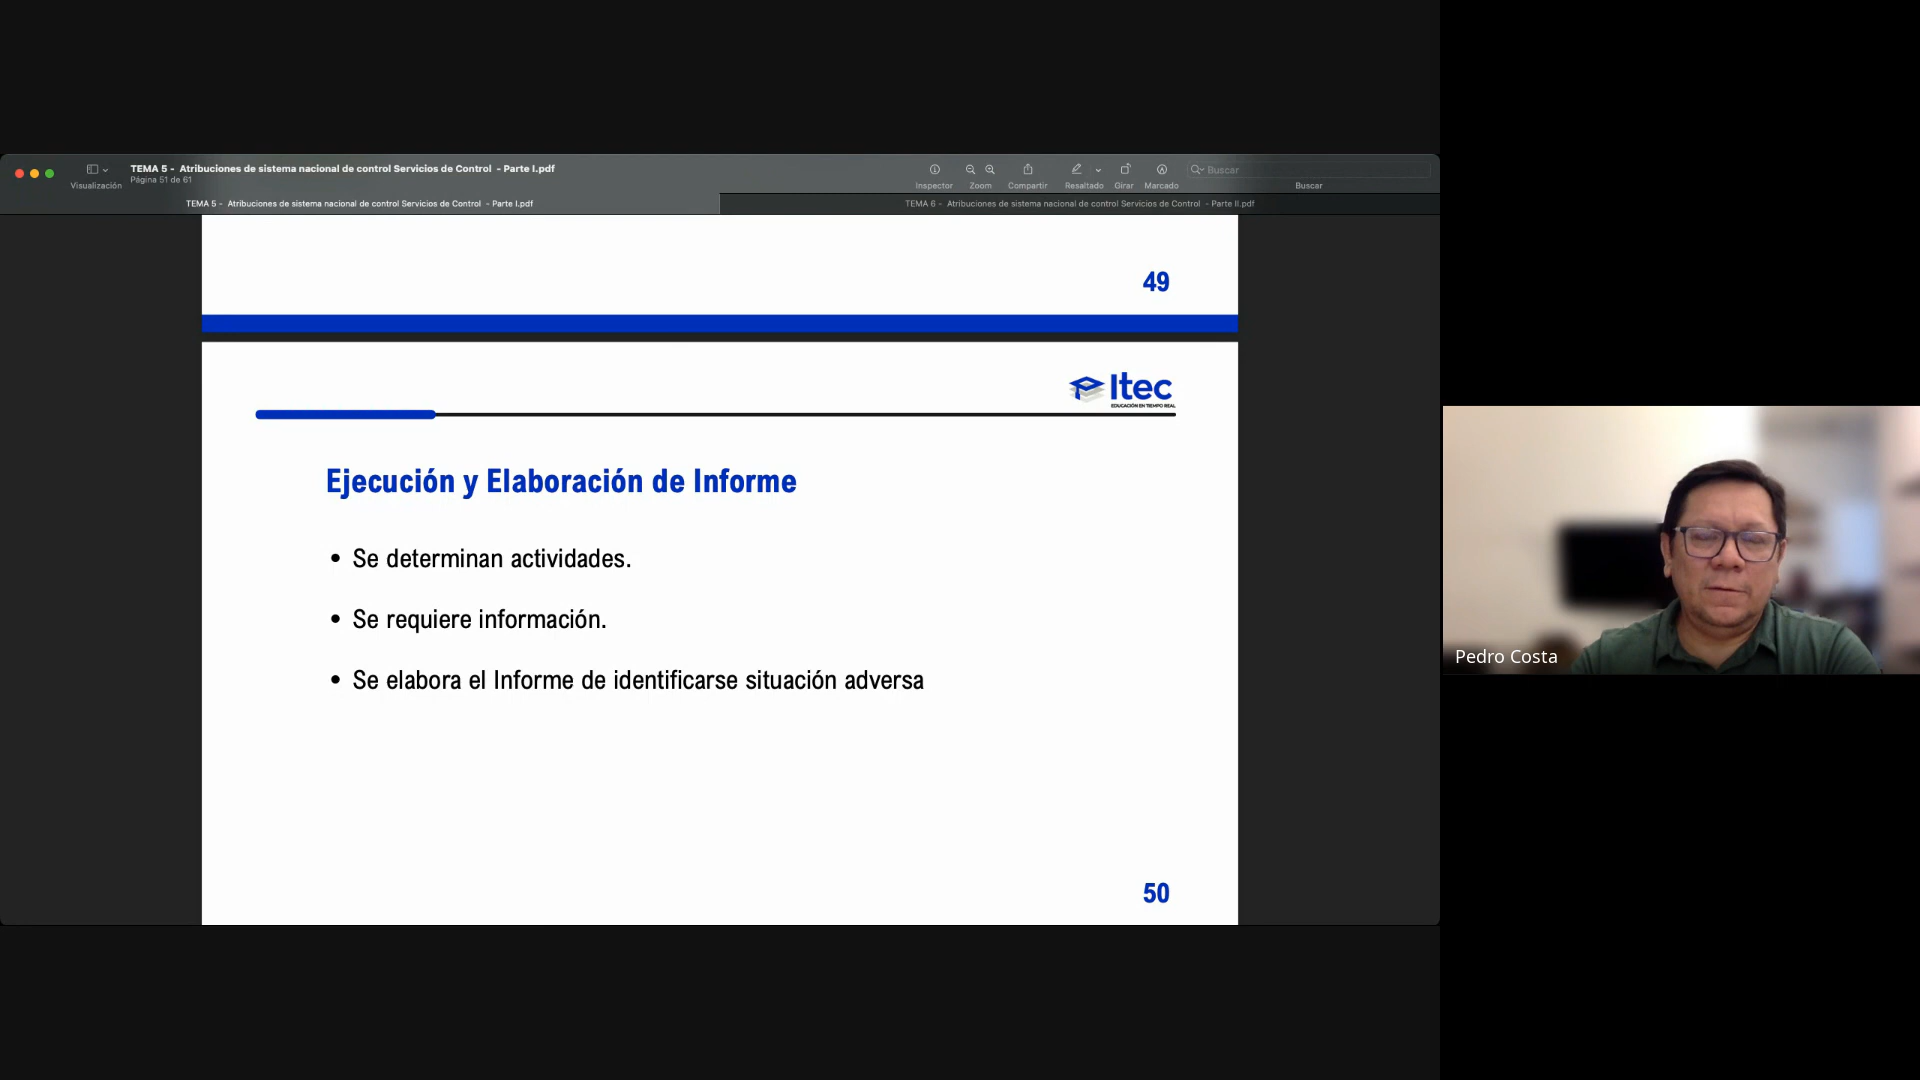 TEMA 5 - Atribuciones de sistema nacional de control Servicios de Control - Parte I.pdf
Página 51 de 61
Visualización
Inspector
Zoom
Compartir
Resaltado
Girar
Marcado
Buscar
Buscar
TEMA 5 - Atribuciones de sistema nacional de control Servicios de Control - Parte I.pdf
TEMA 6 - Atribuciones de sistema nacional de control Servicios de Control - Parte II.pdf
49
Itec
EDUCACIÓN EN TIEMPO REAL
Ejecución y Elaboración de Informe
• Se determinan actividades.
• Se requiere información.
• Se elabora el Informe de identificarse situación adversa
50
Pedro Costa